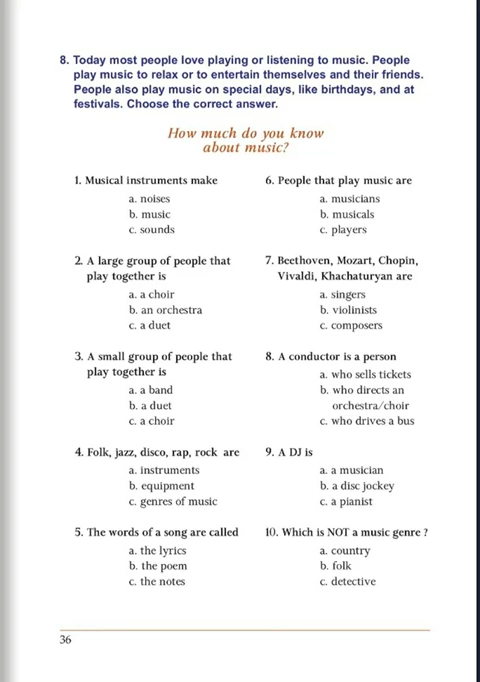 8. Today most people love playing or listening to music. People
play music to relax or to entertain themselves and their friends.
People also play music on special days, like birthdays, and at
festivals. Choose the correct answer.
How much do you know
about music?
1. Musical instruments make
a. noises
b. music
c. sounds
2. A large group of people that
play together is
a. a choir
b. an orchestra
c. a duet
3. A small group of people that
play together is
a. a band
b. a duet
c. a choir
4. Folk, jazz, disco, rap, rock are
a. instruments
b. equipment
c. genres of music
5. The words of a song are called
a. the lyrics
b. the poem
c. the notes
6. People that play music are
a. musicians
b. musicals
c. players
7. Beethoven, Mozart, Chopin,
Vivaldi, Khachaturyan are
a. singers
b. violinists
c. composers
8. A conductor is a person
a. who sells tickets
b. who directs an
orchestra/choir
c. who drives a bus
9. A DJ is
a. a musician
b. a disc jockey
c. a pianist
10. Which is NOT a music genre ?
a. country
b. folk
c. detective
36